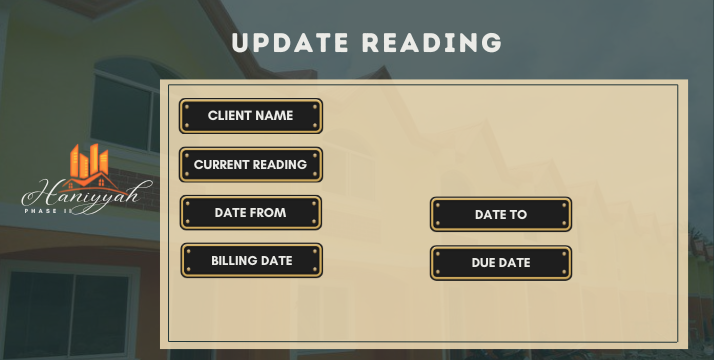 UPDATE READING
CLIENT NAME
CURRENT READING
Haniyyah
PHASE II
DATE FROM
DATE TO
BILLING DATE
DUE DATE